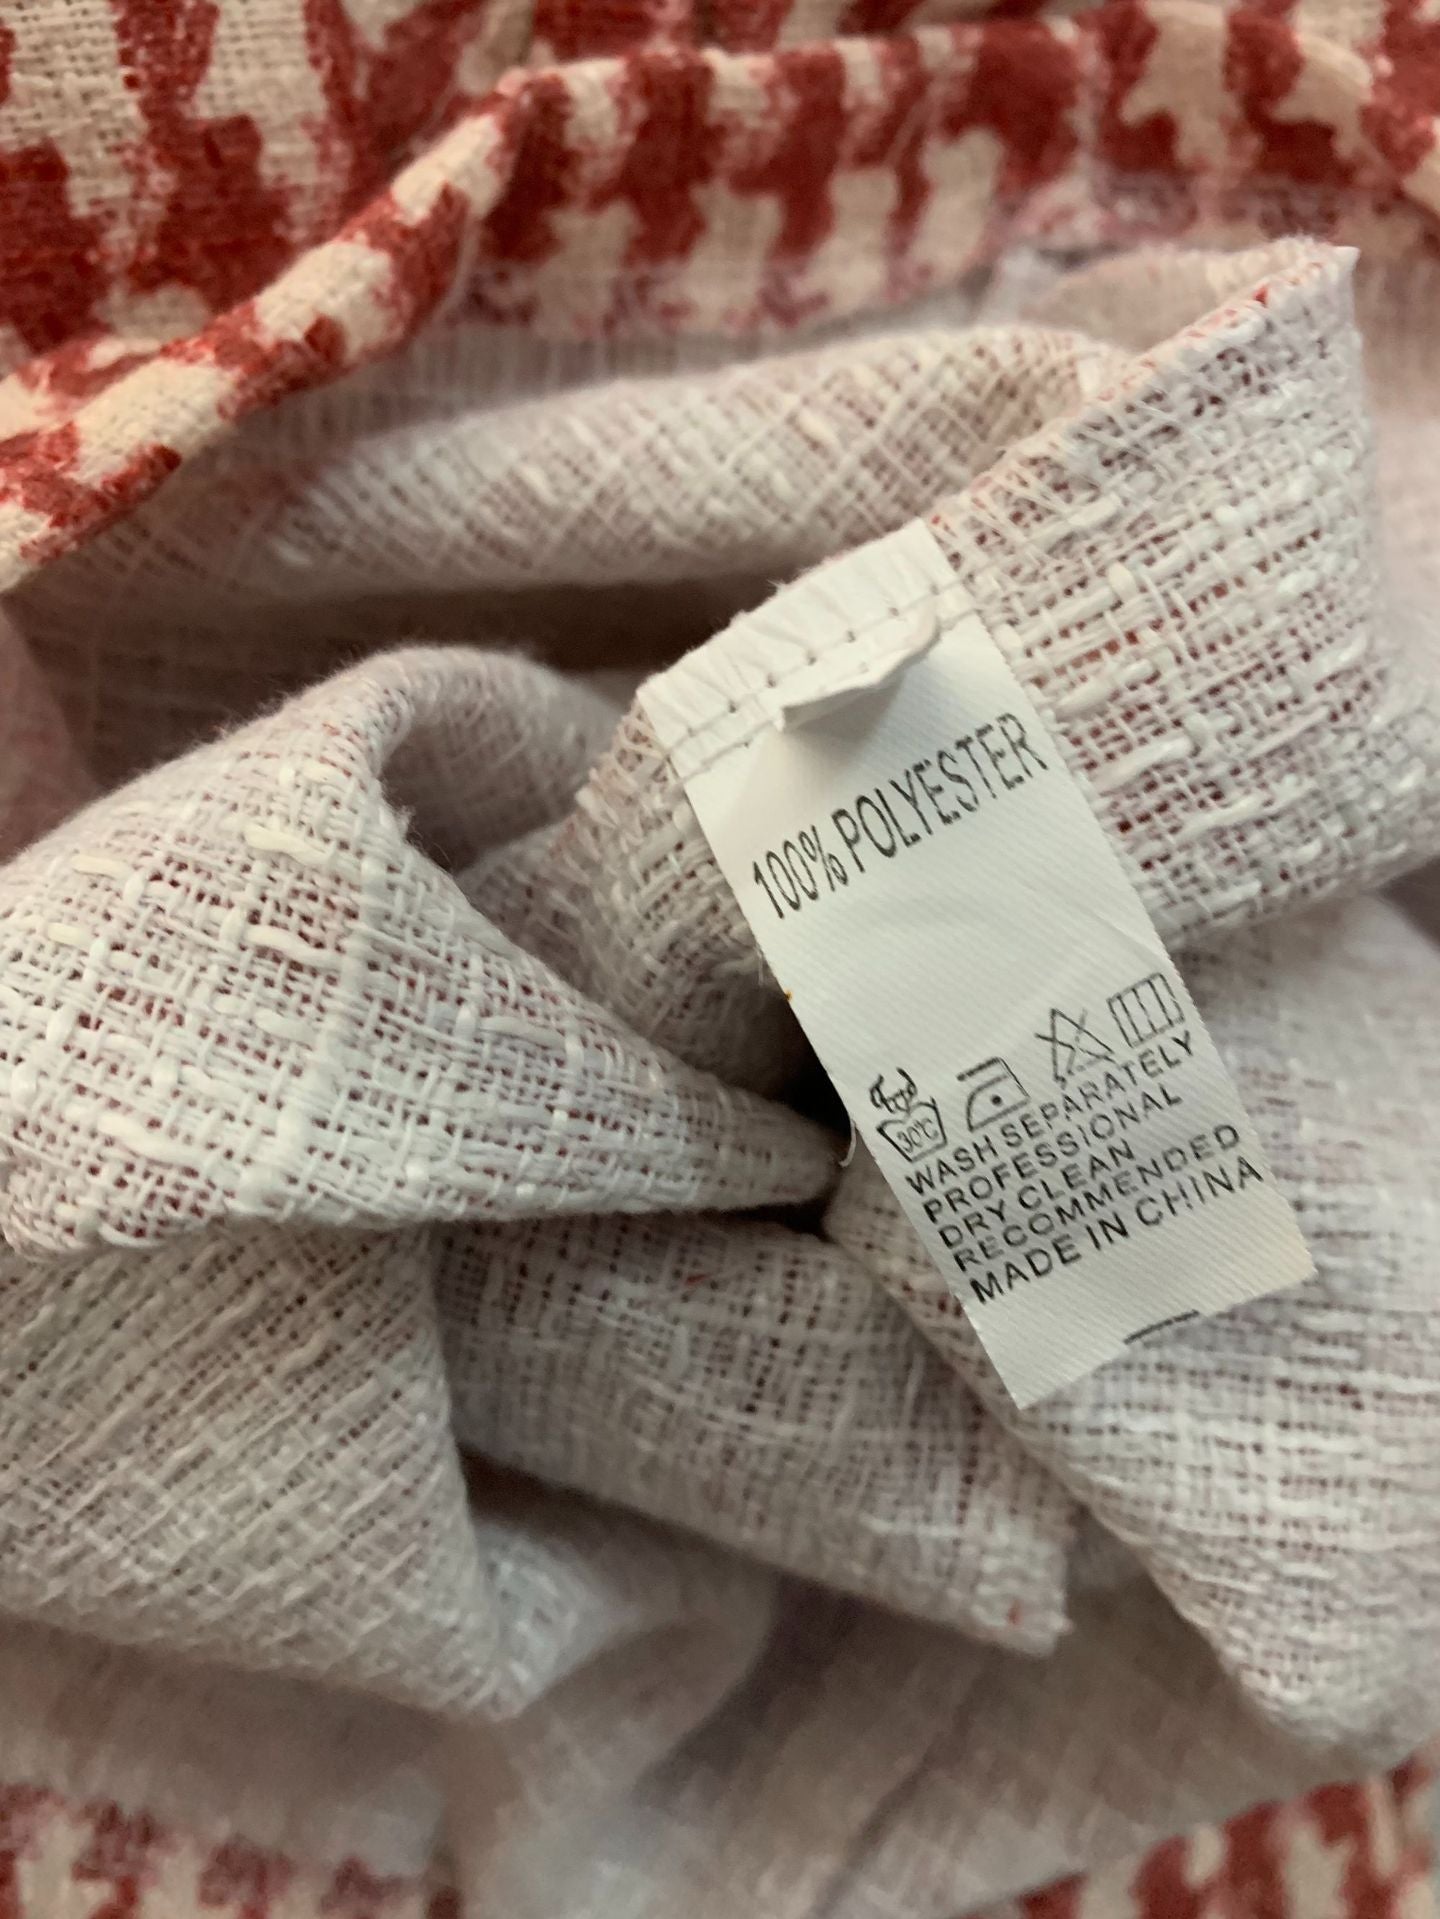 100% POLYESTER
30°C
WASH SEPARATELY
PROFESSIONAL
DRY CLEAN
RECOMMENDED
MADE IN CHINA